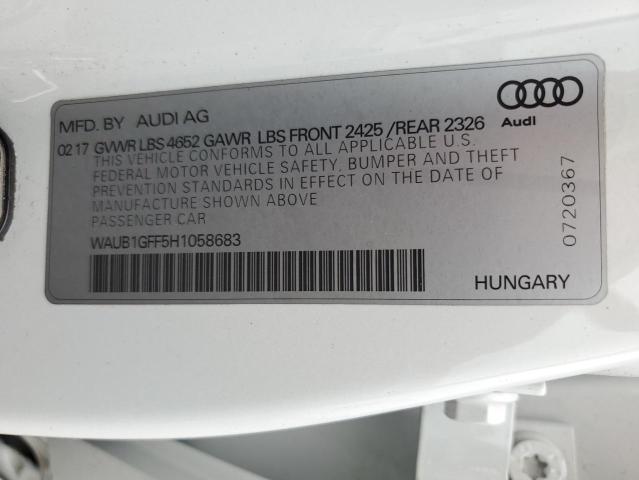 MFD. BY AUDI AG
02 17 GVWR LBS 4652 GAWR LBS FRONT 2425 /REAR 2326
THIS VEHICLE CONFORMS TO ALL APPLICABLE U.S.
FEDERAL MOTOR VEHICLE SAFETY, BUMPER AND THEFT
PREVENTION STANDARDS IN EFFECT ON THE DATE OF
MANUFACTURE SHOWN ABOVE
PASSENGER CAR
WAUB1GFF5H1058683
Audi
0720367
HUNGARY